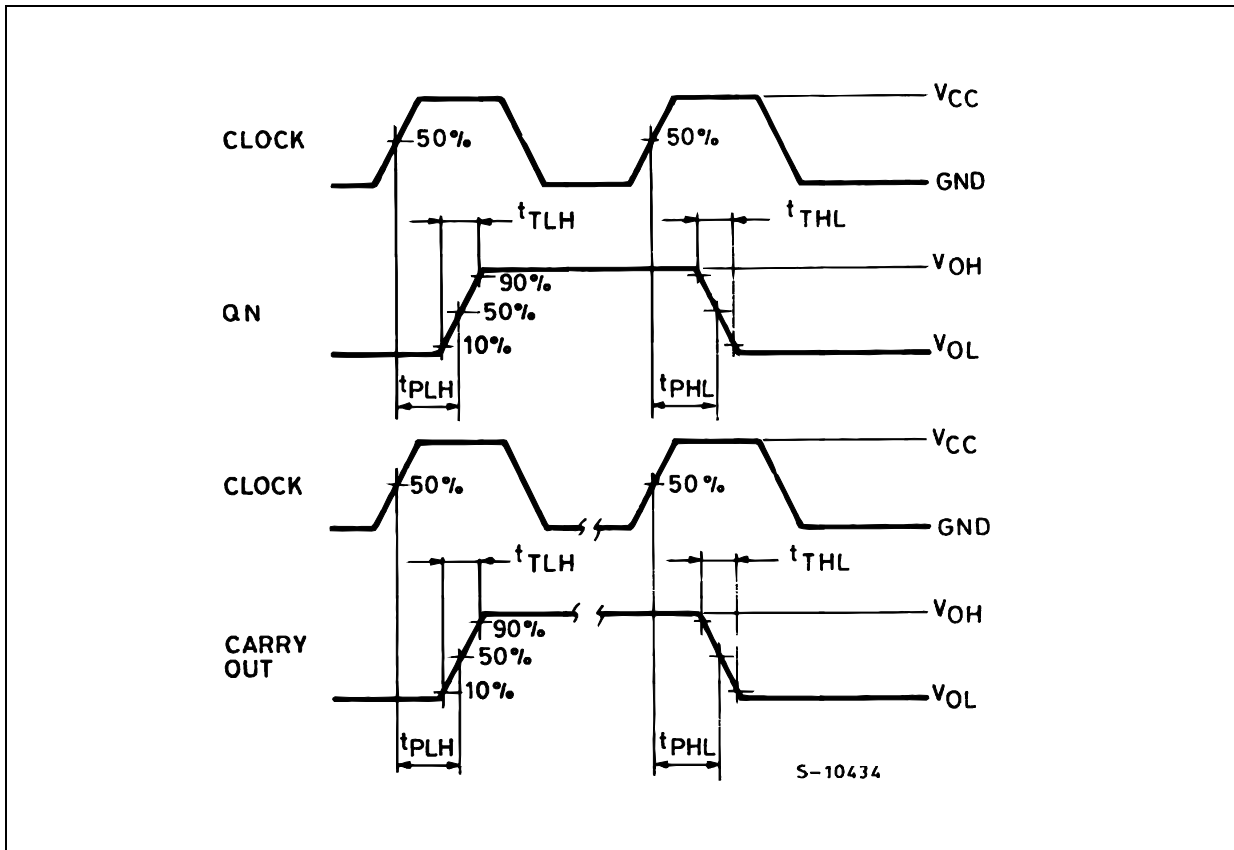 VCC
CLOCK
50%
50%
GND
tTLH
tTHL
VOH
90%
QN
50%
10%
VOL
tPLH
tPHL
VCC
CLOCK
50%
50%
GND
tTLH
tTHL
VOH
90%
CARRY
OUT
50%
10%
VOL
tPLH
tPHL
S-10434